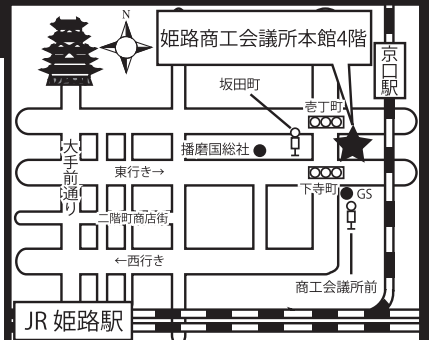 N
姫路商工会議所本館4階
京口駅
坂田町
壱丁町
大手前通り
播磨国総社
東行き→
下寺町
GS
二階町商店街
←西行き
商工会議所前
JR 姫路駅